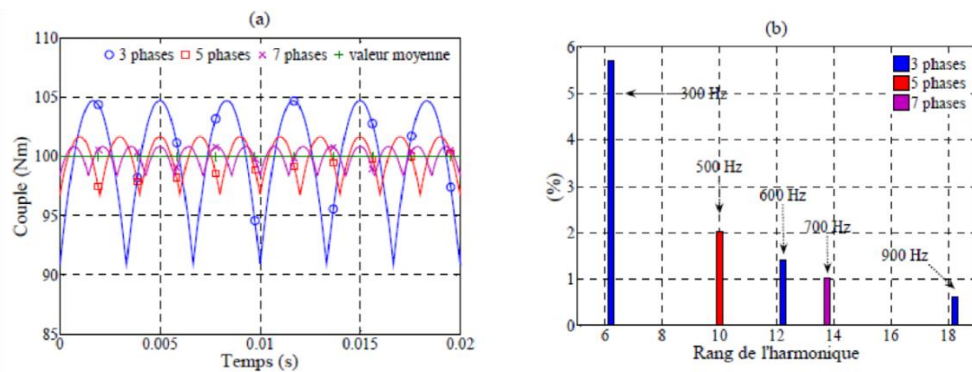 (a)
110
3 phases 5 phases 7 phases valeur moyenne
105
100
95
90
85
Couple (Nm)
0 0.005 0.01 0.015 0.02
Temps (s)
(b)
6
5
4
3
2
1
0
(%)
3 phases
5 phases
7 phases
300 Hz
500 Hz
600 Hz
700 Hz
900 Hz
6 8 10 12 14 16 18
Rang de l'harmonique